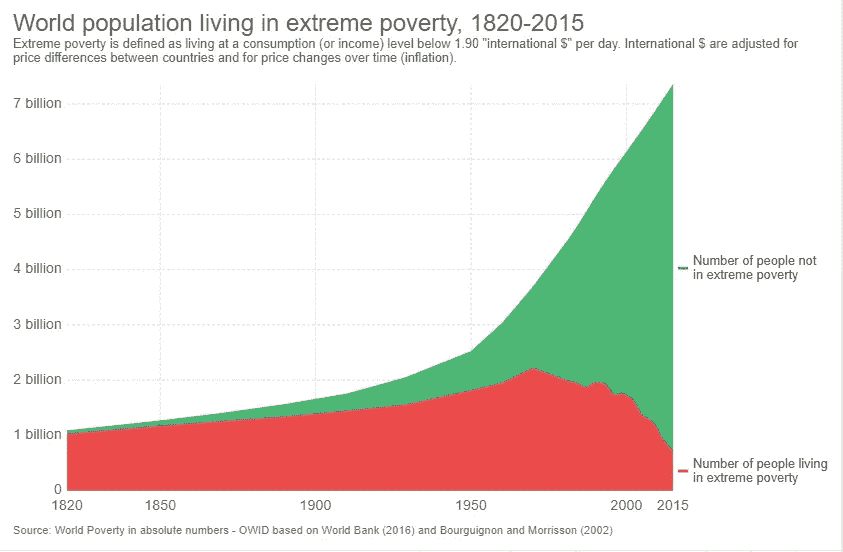 World population living in extreme poverty, 1820-2015
Extreme poverty is defined as living at a consumption (or income) level below 1.90 "international $" per day. International $ are adjusted for
price differences between countries and for price changes over time (inflation).
7 billion
6 billion
5 billion
4 billion
3 billion
2 billion
1 billion
0
1820
1850
1900
1950
2000
2015
Number of people not
in extreme poverty
Number of people living
in extreme poverty
Source: World Poverty in absolute numbers - OWID based on World Bank (2016) and Bourguignon and Morrisson (2002)